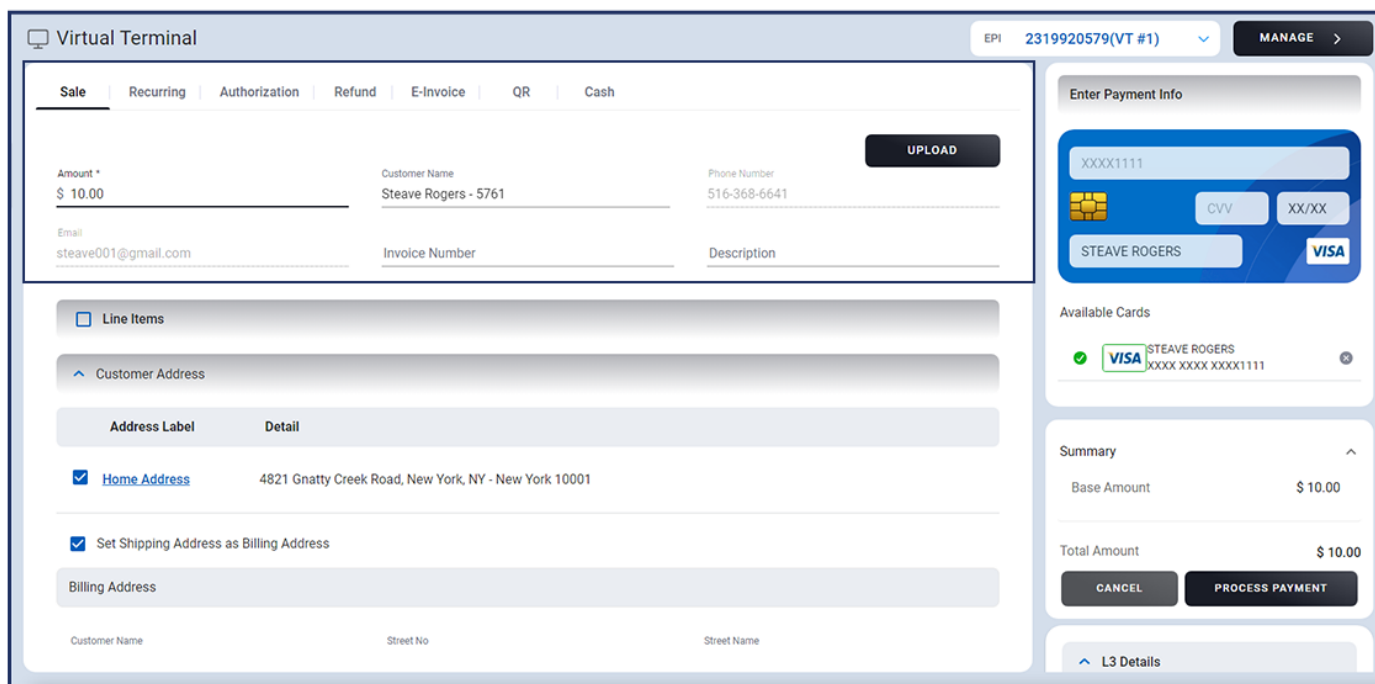 Virtual Terminal
EPI 2319920579(VT #1)
MANAGE
Sale Recurring Authorization Refund E-Invoice QR Cash
UPLOAD
Amount * Customer Name Phone Number
$ 10.00 Steave Rogers - 5761 516-368-6641
Email
steave001@gmail.com Invoice Number Description
Line Items
Customer Address
Address Label Detail
Home Address 4821 Gnatty Creek Road, New York, NY - New York 10001
Set Shipping Address as Billing Address
Billing Address
Customer Name Street No Street Name
Enter Payment Info
XXXX1111
CVV XX/XX
STEAVE ROGERS VISA
Available Cards
VISA STEAVE ROGERS
XXXX XXXX XXXX1111
Summary
Base Amount $ 10.00
Total Amount $ 10.00
CANCEL PROCESS PAYMENT
L3 Details